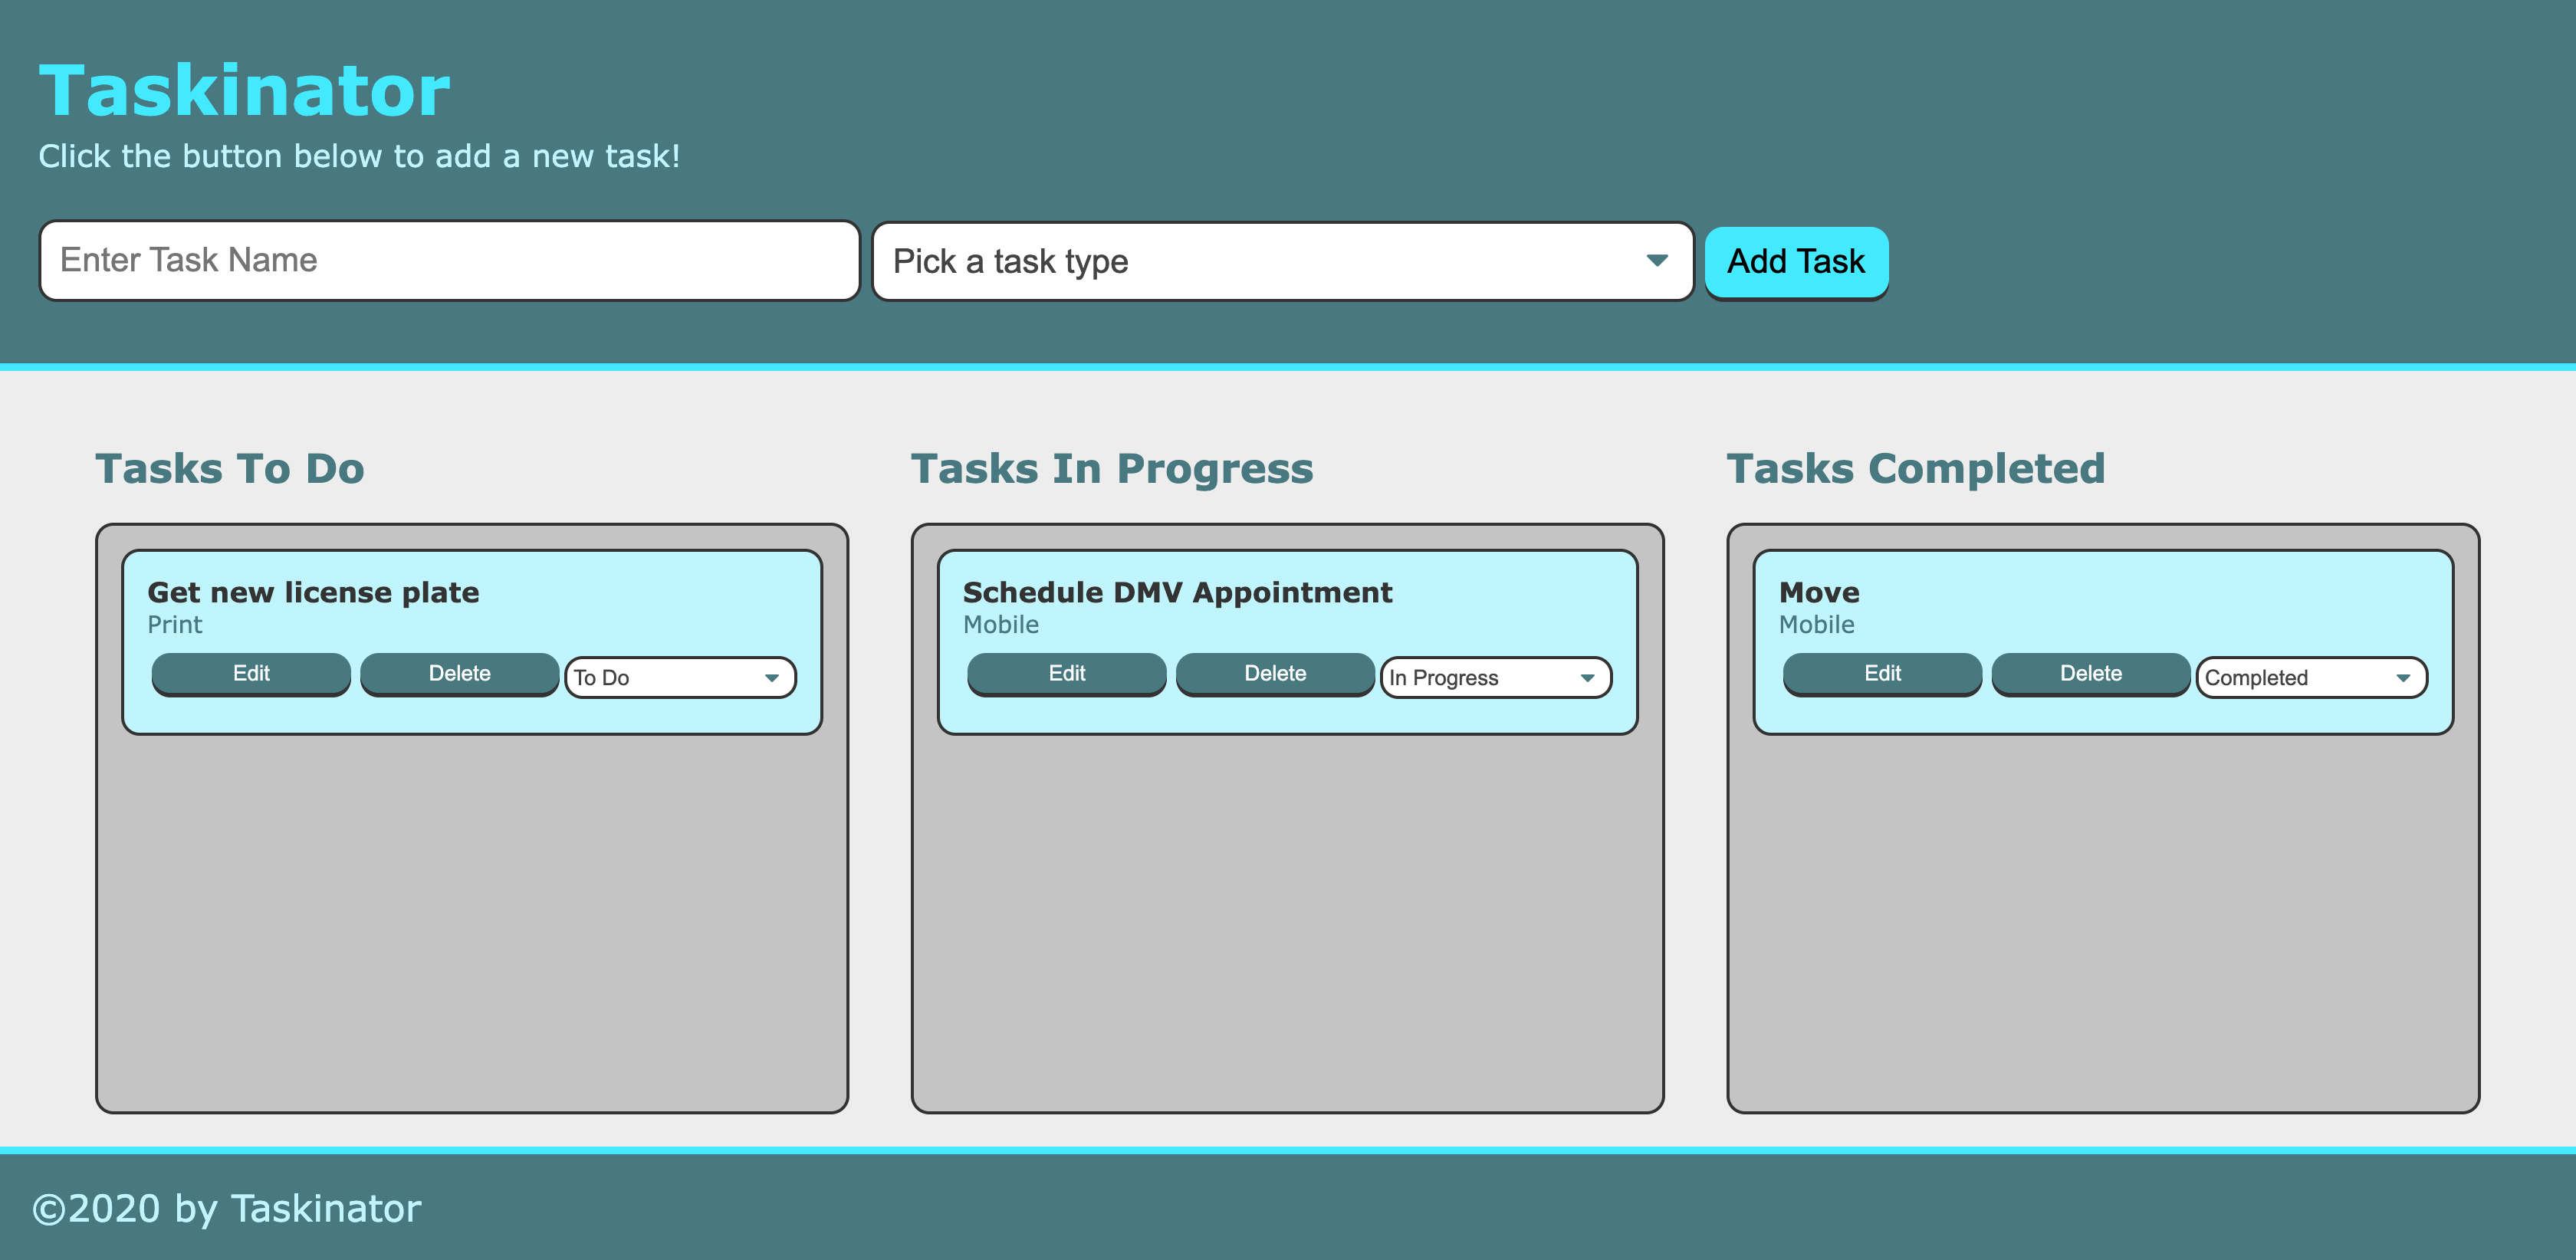 Taskinator
Click the button below to add a new task!
Enter Task Name
Pick a task type
Add Task
Tasks To Do
Get new license plate
Print
Edit
Delete
To Do
Tasks In Progress
Schedule DMV Appointment
Mobile
Edit
Delete
In Progress
Tasks Completed
Move
Mobile
Edit
Delete
Completed
©2020 by Taskinator